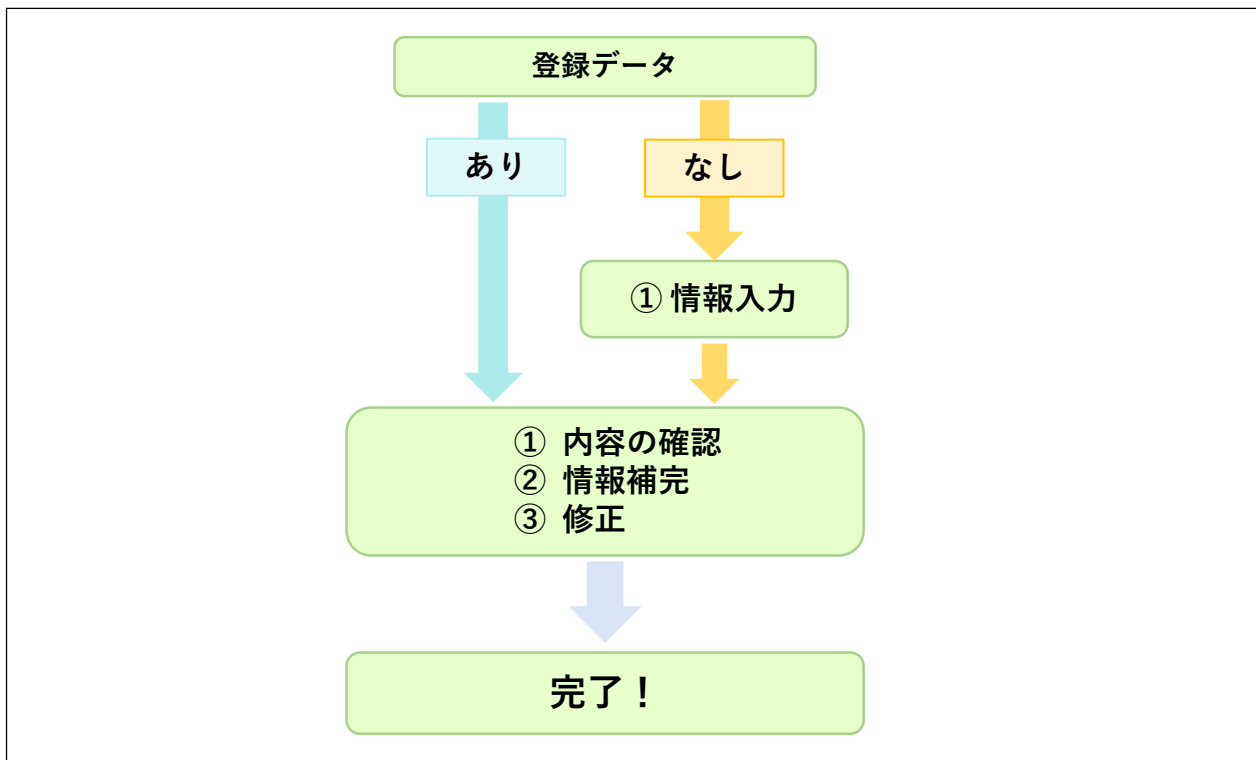 登録データ
あり
なし
① 情報入力
① 内容の確認
② 情報補完
③ 修正
完了！